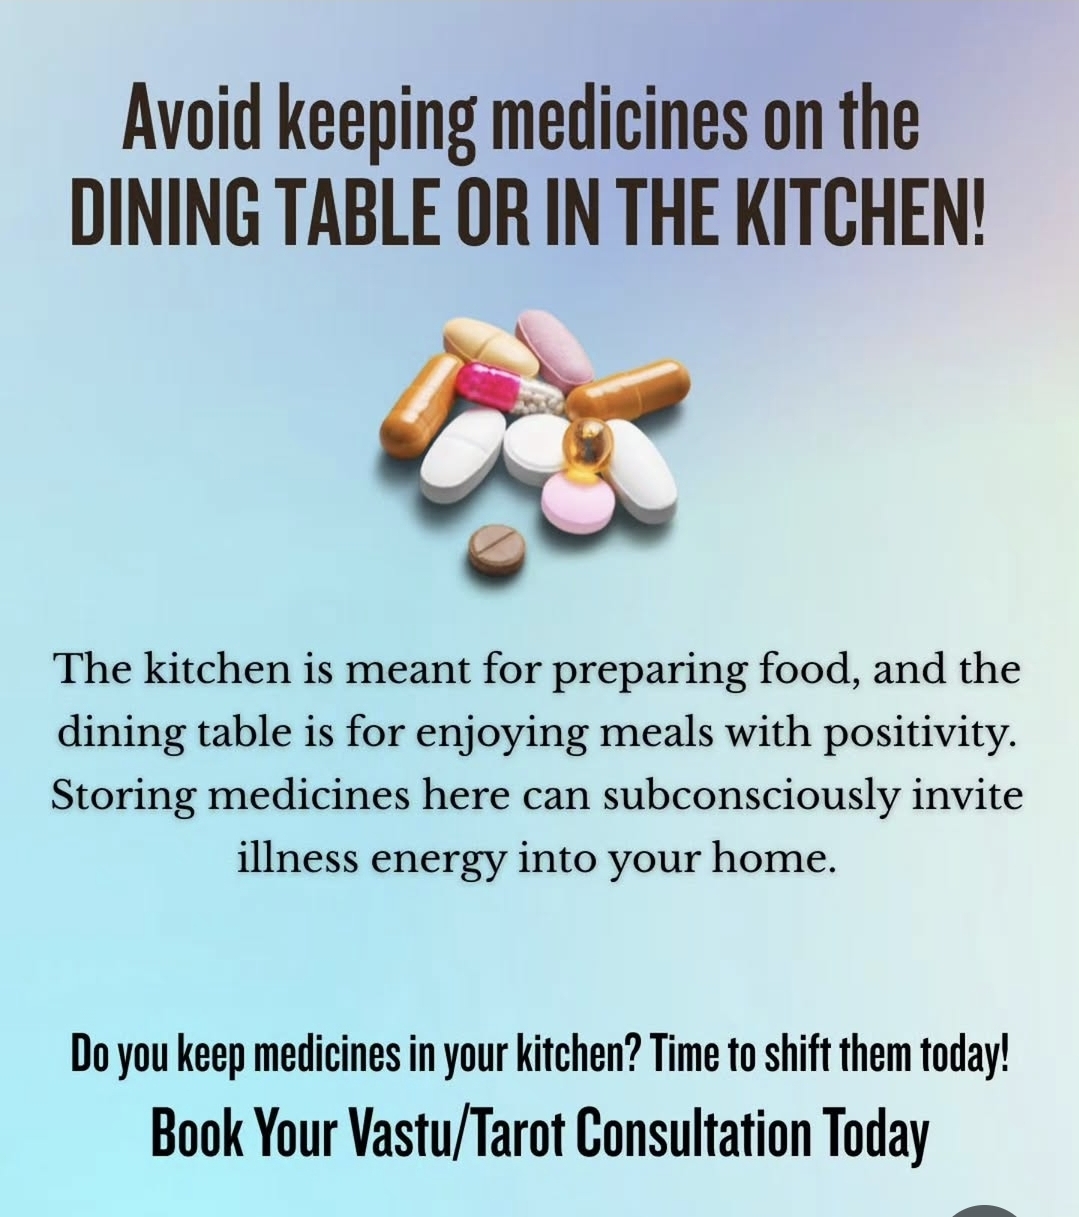 Avoid keeping medicines on the
DINING TABLE OR IN THE KITCHEN!
The kitchen is meant for preparing food, and the
dining table is for enjoying meals with positivity.
Storing medicines here can subconsciously invite
illness energy into your home.
Do you keep medicines in your kitchen? Time to shift them today!
Book Your Vastu/Tarot Consultation Today